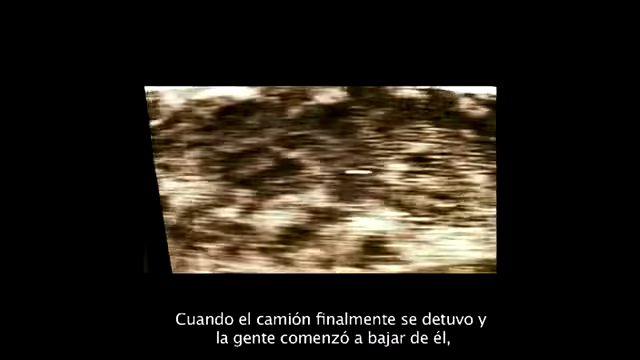 Cuando el camión finalmente se detuvo y
la gente comenzó a bajar de él,